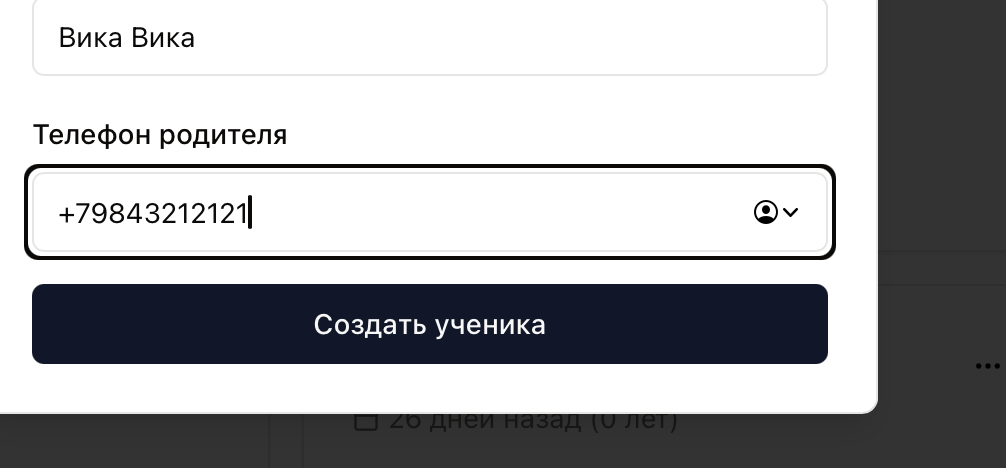 Вика Вика
Телефон родителя
+79843212121
Создать ученика
26 дней назад (0 лет)